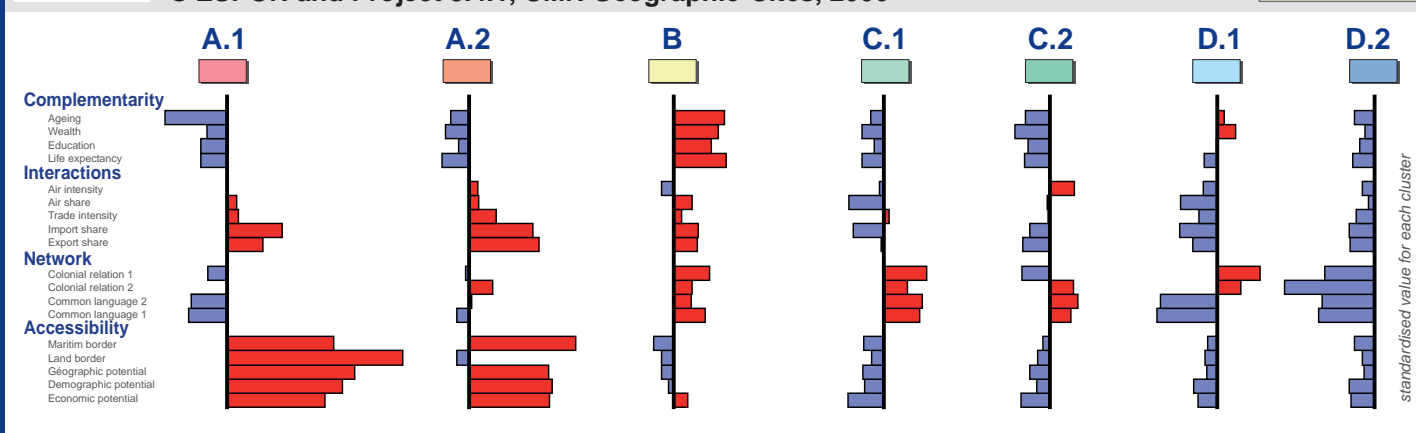 A.1 A.2 B C.1 C.2 D.1 D.2
Complementarity
Ageing
Wealth
Education
Life expectancy
Interactions
Air intensity
Air share
Trade intensity
Import share
Export share
Network
Colonial relation 1
Colonial relation 2
Common language 2
Common language 1
Accessibility
Maritim border
Land border
Géographic potential
Demographic potential
Economic potential
standardised value for each cluster